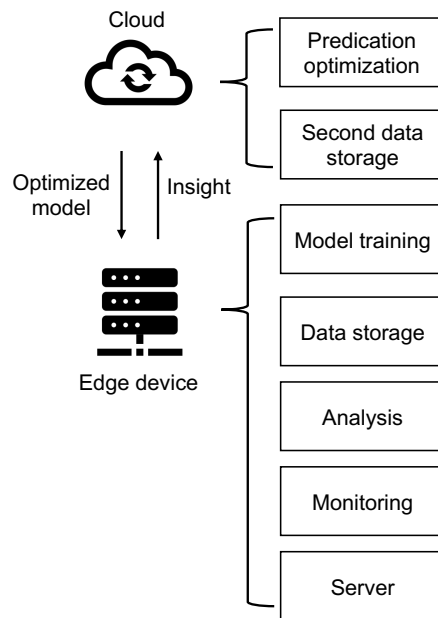 Cloud
Predication
optimization
Second data
storage
Optimized
model
Insight
Model training
Data storage
Edge device
Analysis
Monitoring
Server